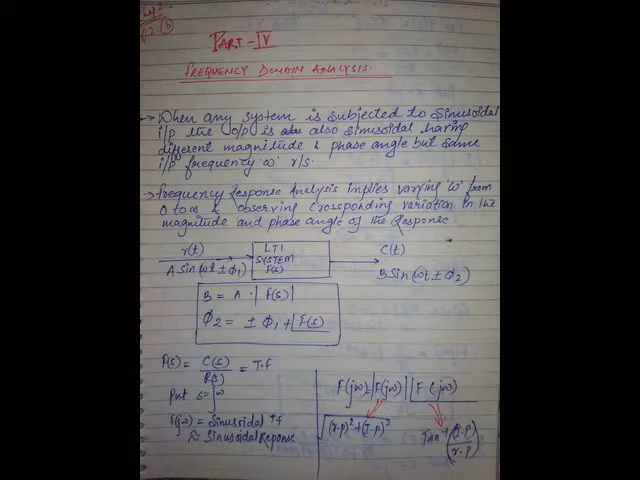 PART-IV
FREQUENCY DOMAIN ANALYSIS.
→ When any system is subjected to sinusoidal
i/p the o/p is also sinusoidal having
different magnitude & phase angle but same
i/p frequency ω r/s.
→ Frequency Response Analysis implies varying 'ω' from
0 to ∞ & observing crossponding variation in the
magnitude and phase angle of the Response
r(t)
A sin(ωt ± ϕ1)
LTI
SYSTEM
F(s)
C(t)
B sin(ωt ± ϕ2)
B = A · |F(s)|
ϕ2 = ± ϕ1 + ∠F(s)
F(s) = C(s)/R(s) = T.F
Put s = jω
F(jω) = Sinusoidal T.f
≈ Sinusoidal Reponse
F(jω) = |F(jω)| ∠F(jω)
√(r.p)² + (I.p)²
Tan⁻¹(I.P/r.P)